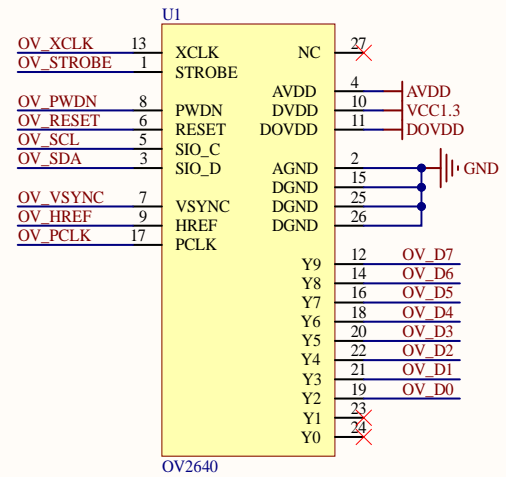 U1
OV_XCLK 13 XCLK NC 27
OV_STROBE 1 STROBE
AVDD 4 AVDD
OV_PWDN 8 PWDN DVDD 10 VCC1.3
OV_RESET 6 RESET DOVDD 11 DOVDD
OV_SCL 5 SIO_C
OV_SDA 3 SIO_D AGND 2 GND
DGND 15
OV_VSYNC 7 VSYNC DGND 25
OV_HREF 9 HREF DGND 26
OV_PCLK 17 PCLK
Y9 12 OV_D7
Y8 14 OV_D6
Y7 16 OV_D5
Y6 18 OV_D4
Y5 20 OV_D3
Y4 22 OV_D2
Y3 21 OV_D1
Y2 19 OV_D0
Y1 23
Y0 24
OV2640